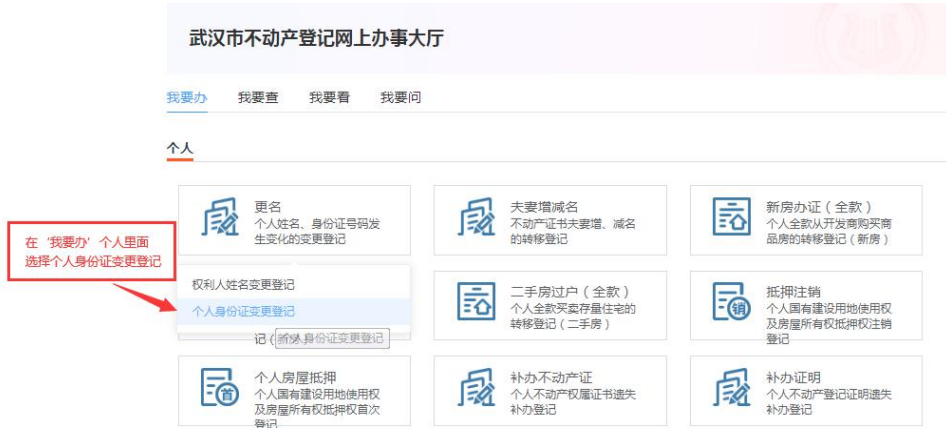 武汉市不动产登记网上办事大厅
我要办 我要查 我要看 我要问
个人
更名
个人姓名、身份证号码发
生变化的变更登记
夫妻增减名
不动产证书夫妻增、减名
的转移登记
新房办证（全款）
个人全款从开发商购买商
品房的转移登记（新房）
在‘我要办’个人里面
选择个人身份证变更登记
权利人姓名变更登记
个人身份证变更登记
记（
个人身份证变更登记
二手房过户（全款）
个人全款买卖存量住宅的
转移登记（二手房）
抵押注销
个人国有建设用地使用权
及房屋所有权抵押权注销
登记
个人房屋抵押
个人国有建设用地使用权
及房屋所有权抵押权首次
登记
补办不动产证
个人不动产权属证书遗失
补办登记
补办证明
个人不动产登记证明遗失
补办登记
销
首